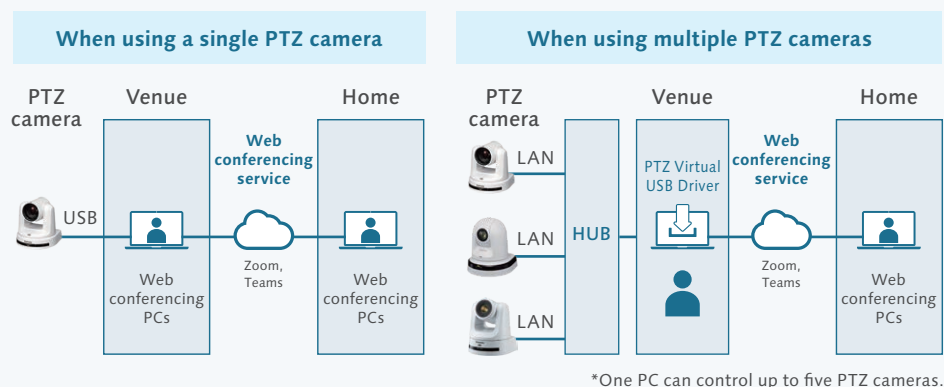 When using a single PTZ camera
PTZ
camera
Venue
Home
Web
conferencing
service
USB
Zoom,
Teams
Web
conferencing
PCs
Web
conferencing
PCs
When using multiple PTZ cameras
PTZ
camera
Venue
Home
LAN
LAN
LAN
HUB
PTZ Virtual
USB Driver
Web
conferencing
service
Zoom,
Teams
Web
conferencing
PCs
*One PC can control up to five PTZ cameras.